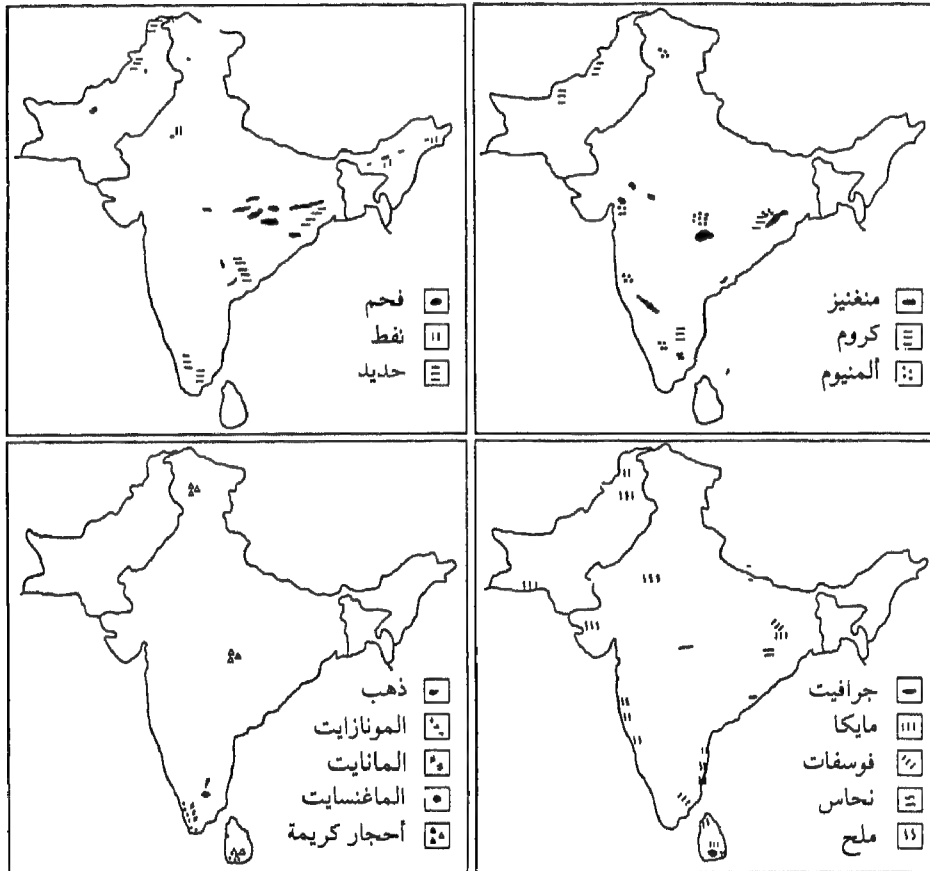 فحم
نفط
حديد
منغنيز
كروم
ألمنيوم
ذهب
المونازايت
المانايت
الماغنسايت
أحجار كريمة
جرافيت
مايكا
فوسفات
نحاس
ملح